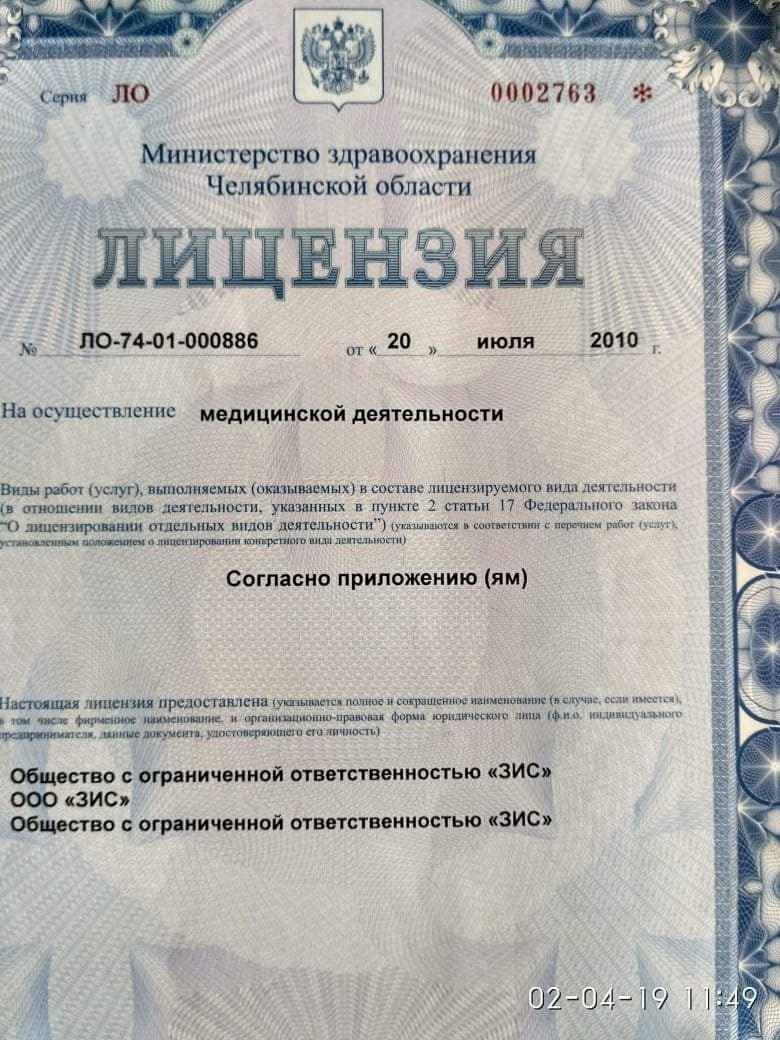 Серия ЛО 0002763 *
Министерство здравоохранения
Челябинской области
ЛИЦЕНЗИЯ
№ ЛО-74-01-000886 от « 20 » июля 2010 г.
На осуществление медицинской деятельности
Виды работ (услуг), выполняемых (оказываемых) в составе лицензируемого вида деятельности
(в отношении видов деятельности, указанных в пункте 2 статьи 17 Федерального закона
“О лицензировании отдельных видов деятельности”) (указываются в соответствии с перечнем работ (услуг),
установленным положением о лицензировании конкретного вида деятельности)
Согласно приложению (ям)
Настоящая лицензия предоставлена (указывается полное и сокращенное наименование (в случае, если имеется),
в том числе фирменное наименование, и организационно-правовая форма юридического лица (ф.и.о. индивидуального
предпринимателя, данные документа, удостоверяющего его личность)
Общество с ограниченной ответственностью «ЗИС»
ООО «ЗИС»
Общество с ограниченной ответственностью «ЗИС»
02-04-19 11:49